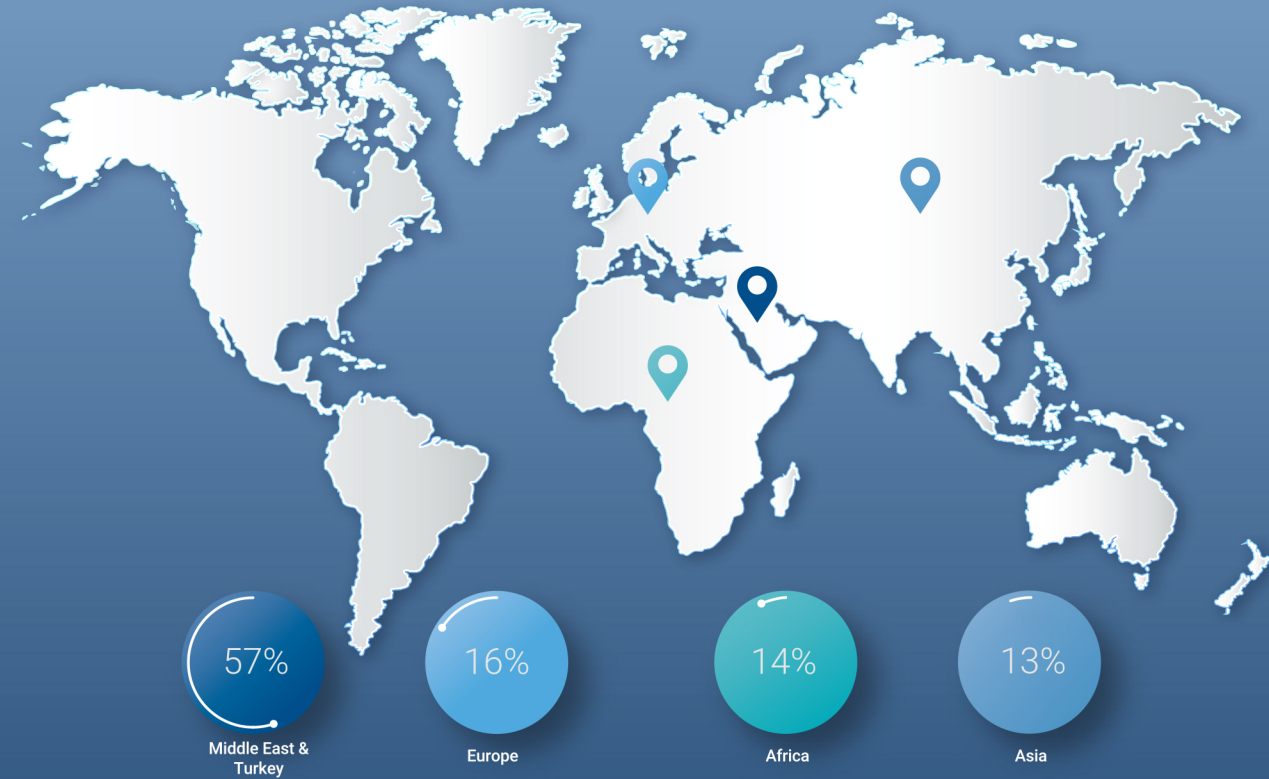 57%
16%
14%
13%
Middle East &
Turkey
Europe
Africa
Asia